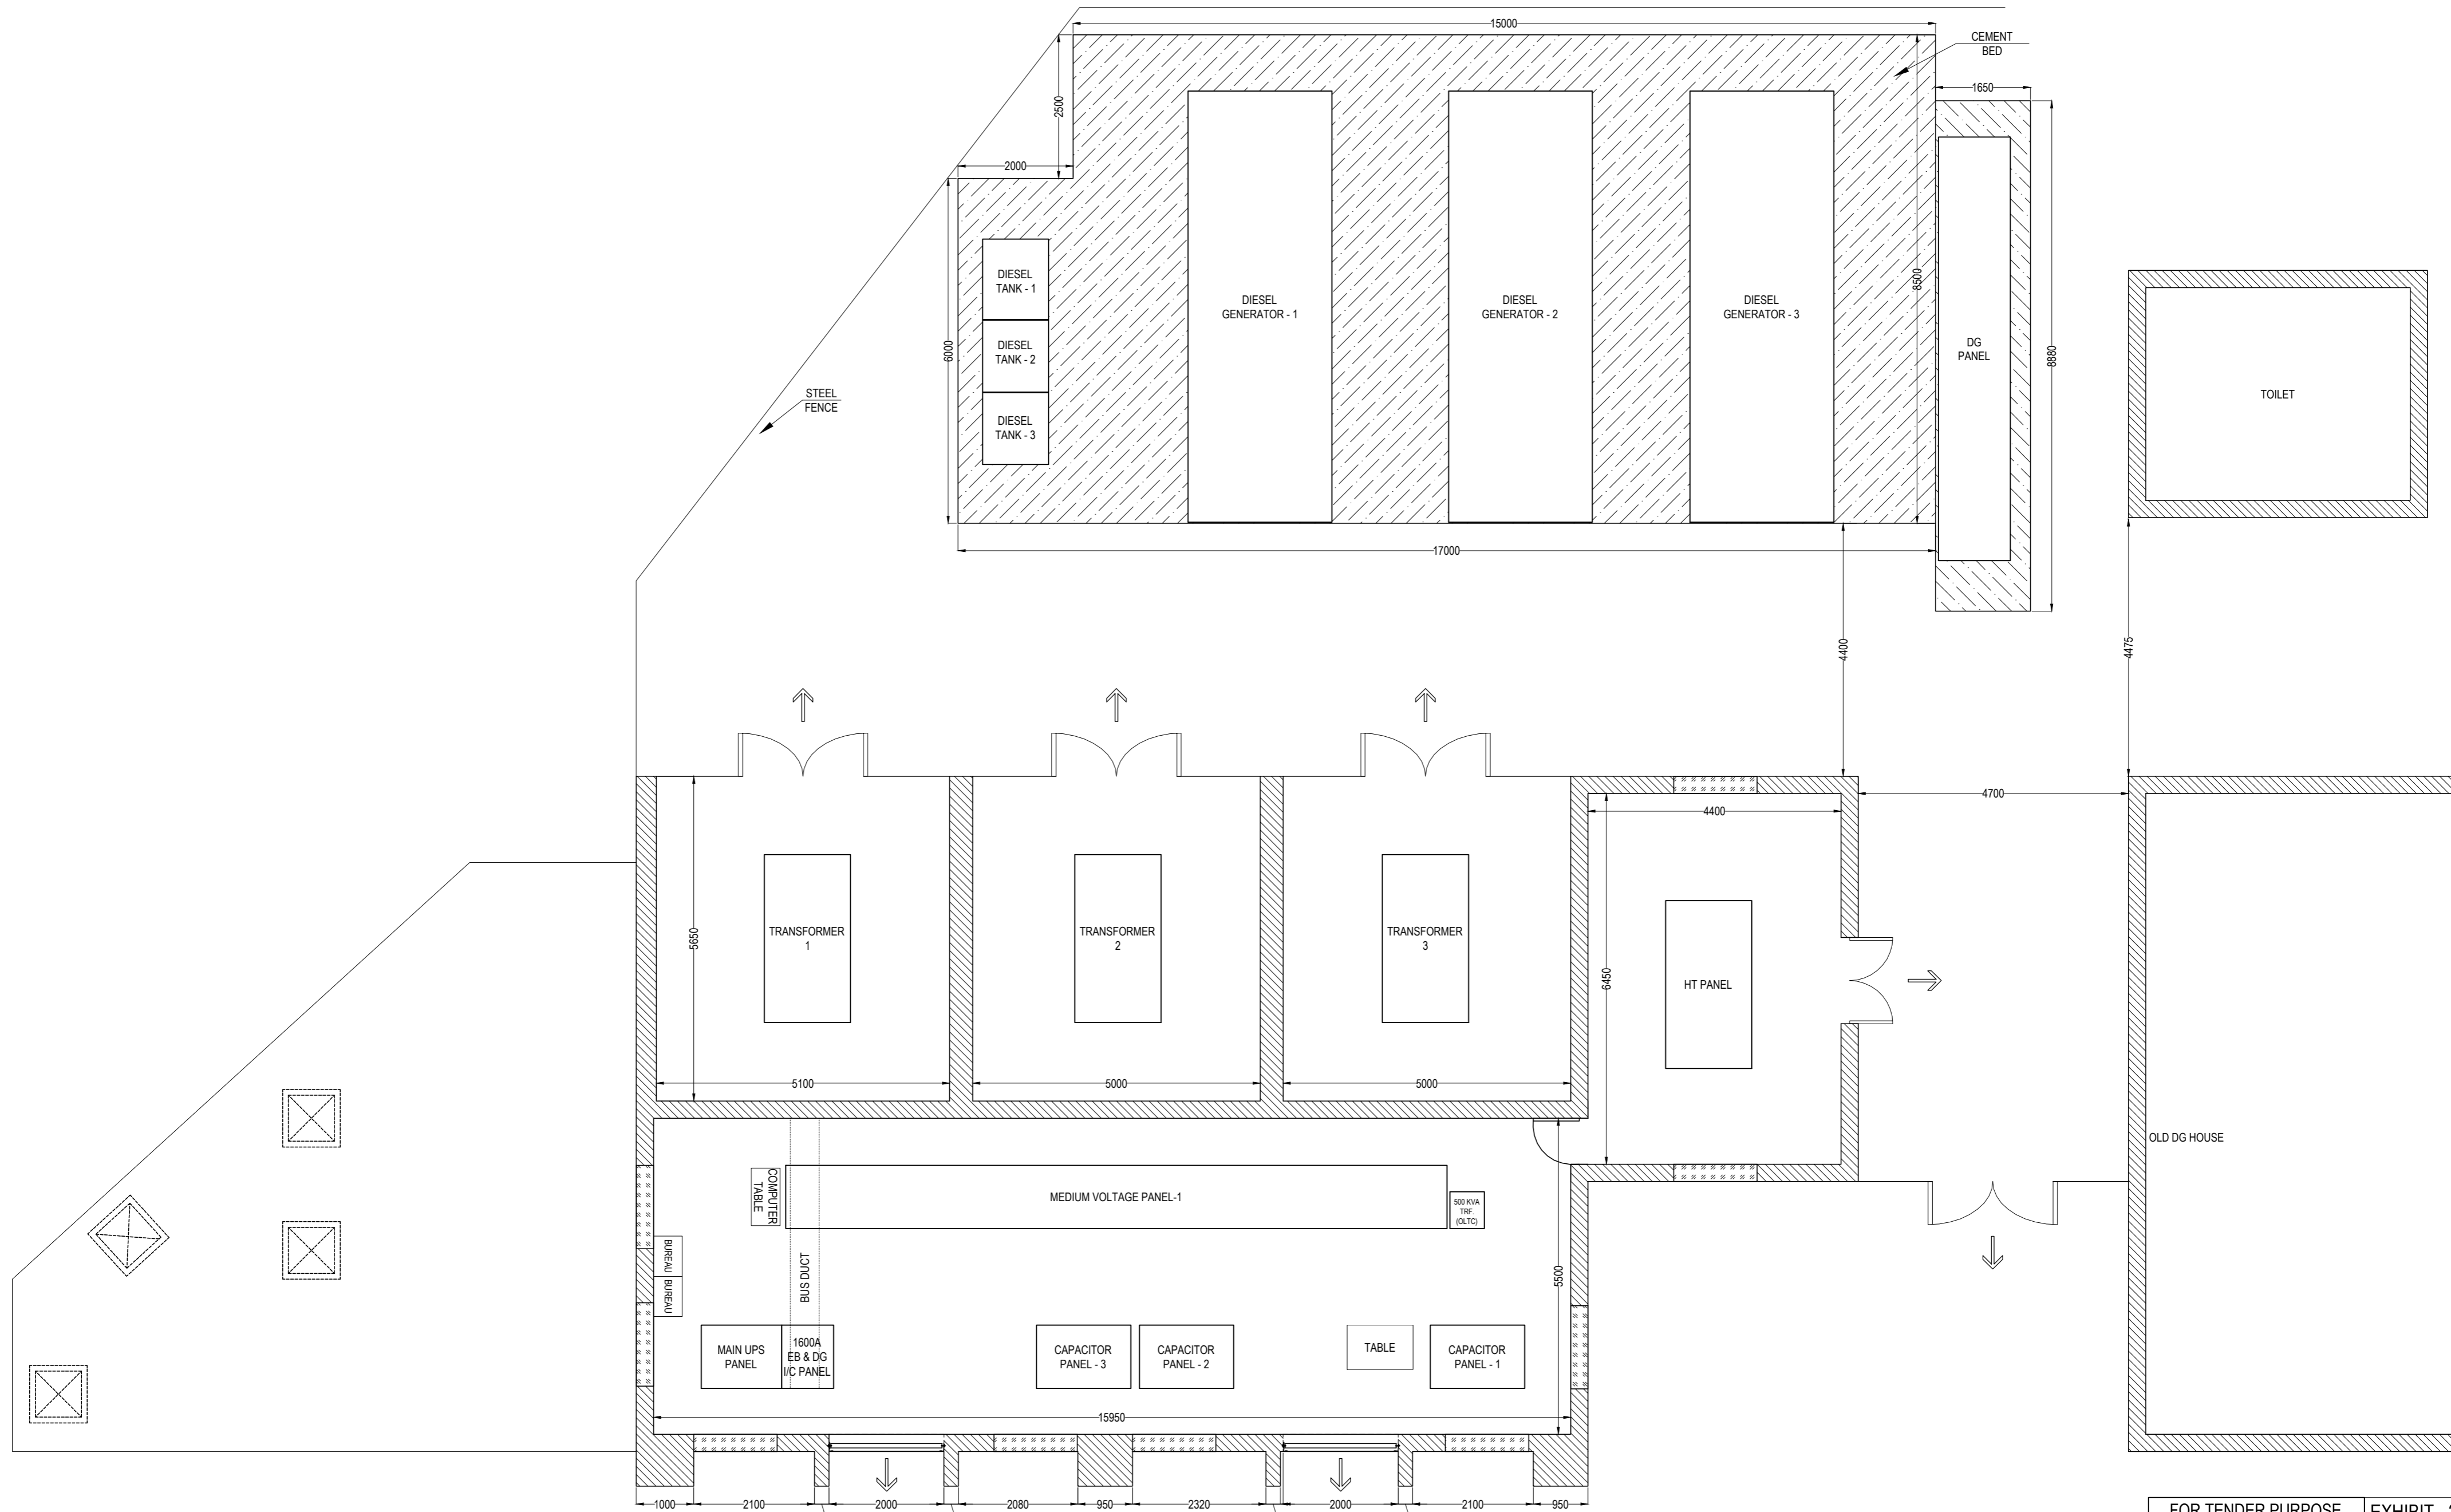 15000
CEMENT
BED
1650
2500
2000
DIESEL
TANK - 1
DIESEL
TANK - 2
DIESEL
TANK - 3
6000
DIESEL
GENERATOR - 1
DIESEL
GENERATOR - 2
DIESEL
GENERATOR - 3
8500
DG
PANEL
8880
TOILET
STEEL
FENCE
17000
4400
4475
4700
4400
5650
TRANSFORMER
1
TRANSFORMER
2
TRANSFORMER
3
6450
HT PANEL
5100
5000
5000
OLD DG HOUSE
COMPUTER
TABLE
MEDIUM VOLTAGE PANEL-1
500 KVA
TRF.
(OLTC)
BUREAU
BUREAU
BUS DUCT
5500
MAIN UPS
PANEL
1600A
EB & DG
I/C PANEL
CAPACITOR
PANEL - 3
CAPACITOR
PANEL - 2
TABLE
CAPACITOR
PANEL - 1
15950
1000
2100
2000
2080
950
2320
2000
2100
950
FOR TENDER PURPOSE
EXHIBIT